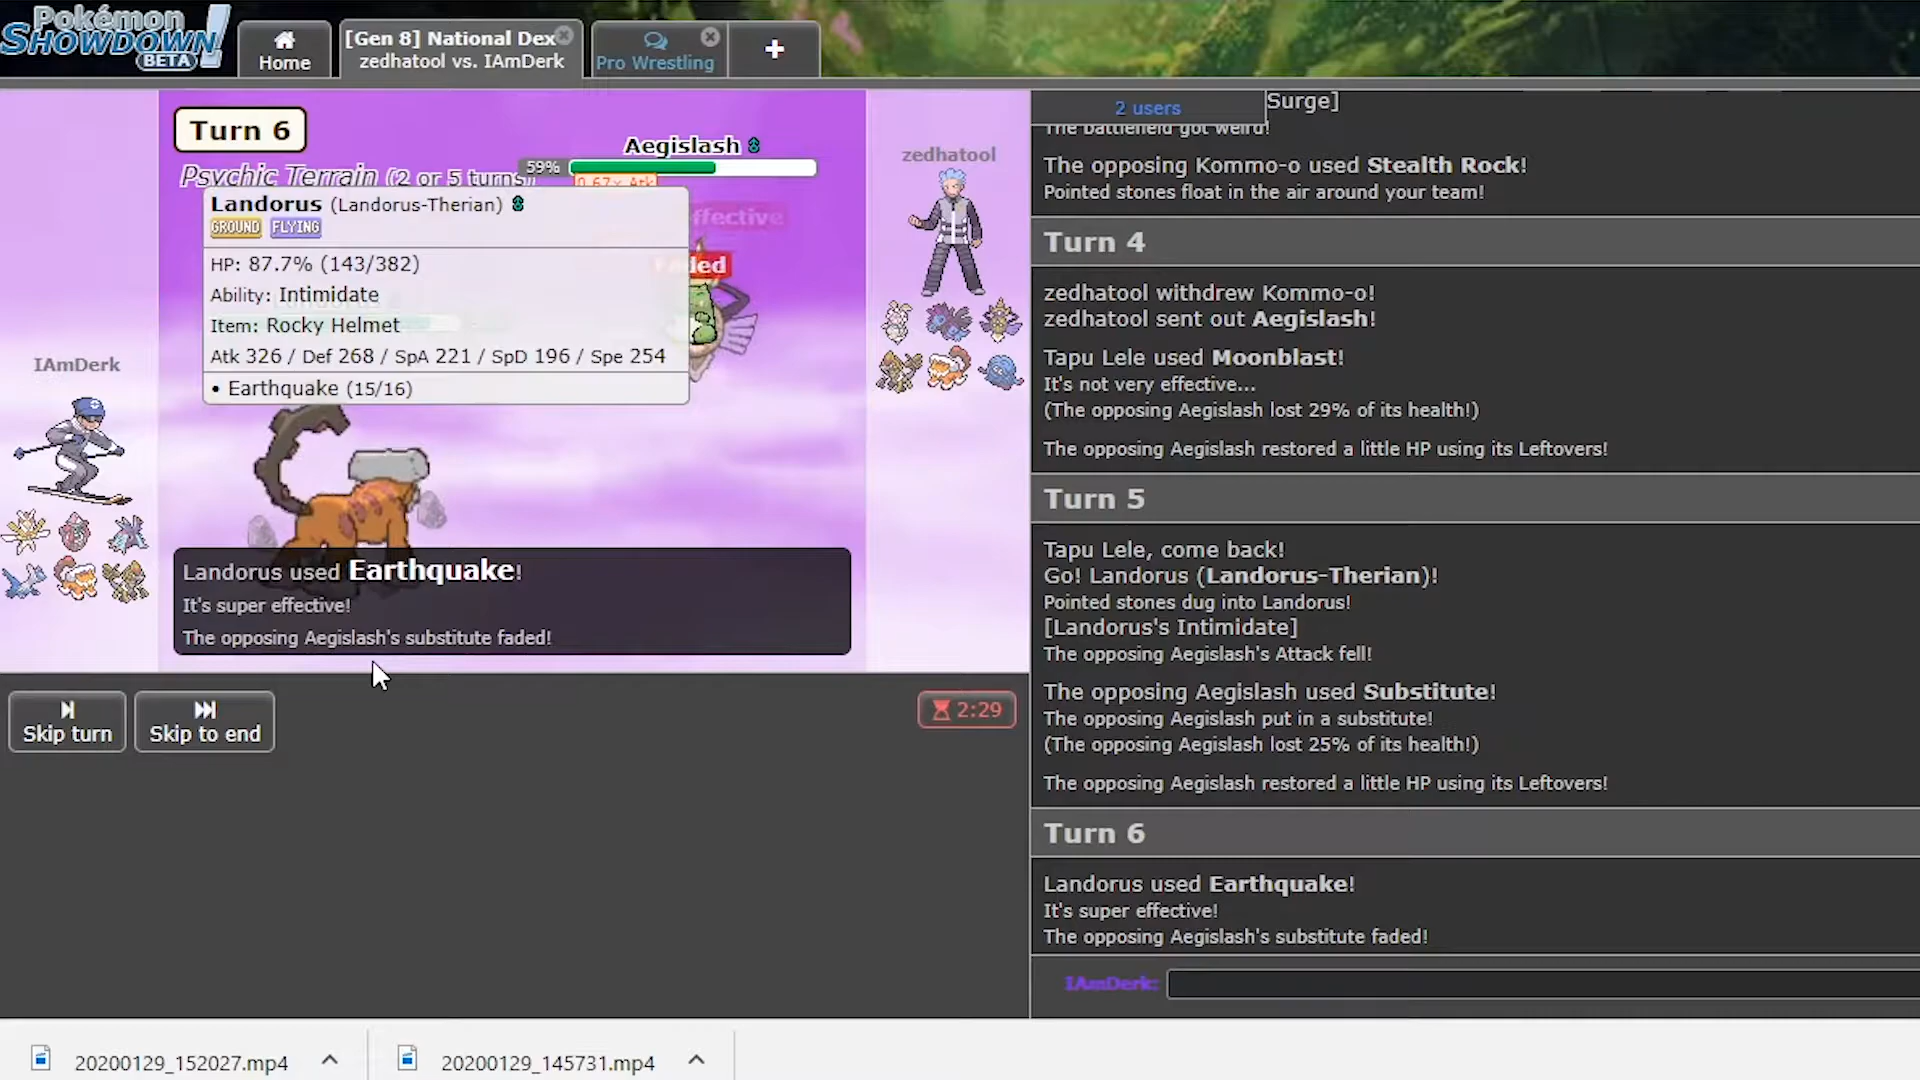 Pokémon
SHOWDOWN!
BETA
Home
[Gen 8] National Dex
zedhatool vs. IAmDerk
Pro Wrestling
+
Turn 6
Psychic Terrain (2 or 5 turns)
Aegislash
59%
0.67× Atk
Landorus (Landorus-Therian)
GROUND FLYING
HP: 87.7% (143/382)
Ability: Intimidate
Item: Rocky Helmet
Atk 326 / Def 268 / SpA 221 / SpD 196 / Spe 254
• Earthquake (15/16)
IAmDerk
zedhatool
Landorus used Earthquake!
It's super effective!
The opposing Aegislash's substitute faded!
Skip turn
Skip to end
2:29
2 users
Surge]
The battlefield got weird!
The opposing Kommo-o used Stealth Rock!
Pointed stones float in the air around your team!
Turn 4
zedhatool withdrew Kommo-o!
zedhatool sent out Aegislash!
Tapu Lele used Moonblast!
It's not very effective...
(The opposing Aegislash lost 29% of its health!)
The opposing Aegislash restored a little HP using its Leftovers!
Turn 5
Tapu Lele, come back!
Go! Landorus (Landorus-Therian)!
Pointed stones dug into Landorus!
[Landorus's Intimidate]
The opposing Aegislash's Attack fell!
The opposing Aegislash used Substitute!
The opposing Aegislash put in a substitute!
(The opposing Aegislash lost 25% of its health!)
The opposing Aegislash restored a little HP using its Leftovers!
Turn 6
Landorus used Earthquake!
It's super effective!
The opposing Aegislash's substitute faded!
IAmDerk:
20200129_152027.mp4
20200129_145731.mp4